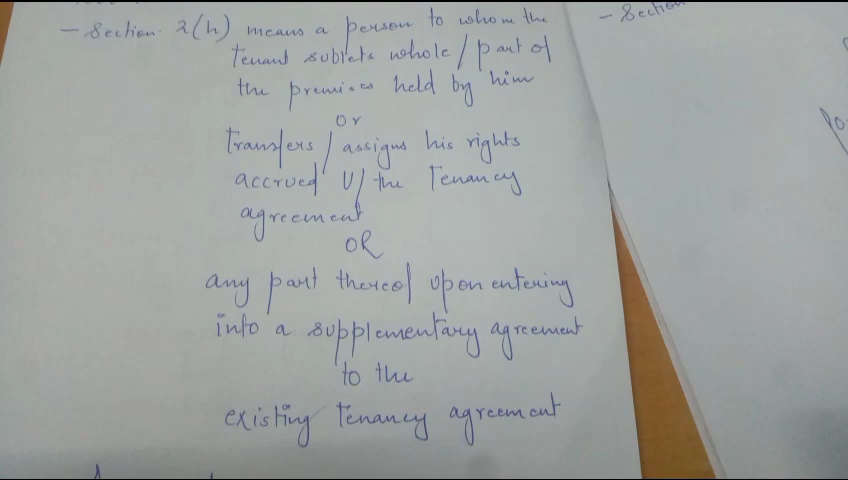 - Section 2(h) means a person to whom the
tenant sublets whole / part of
the premises held by him
Or
transfers / assigns his rights
accrued U/ the Tenancy
agreement
OR
any part thereof upon entering
into a supplementary agreement
to the
existing tenancy agreement
- Section